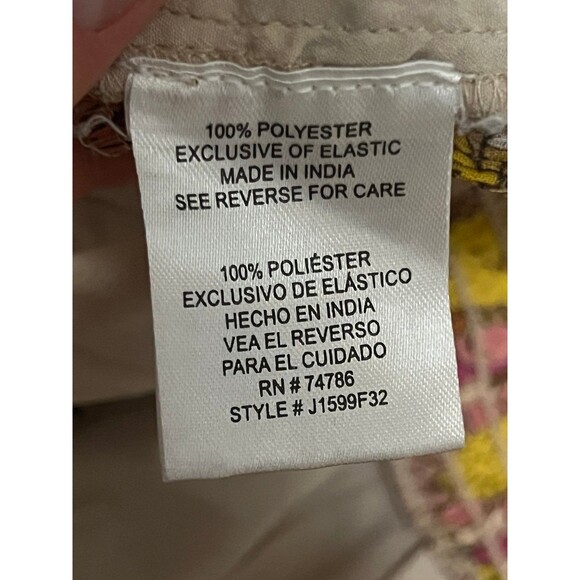 100% POLYESTER
EXCLUSIVE OF ELASTIC
MADE IN INDIA
SEE REVERSE FOR CARE
100% POLIÉSTER
EXCLUSIVO DE ELÁSTICO
HECHO EN INDIA
VEA EL REVERSO
PARA EL CUIDADO
RN # 74786
STYLE # J1599F32